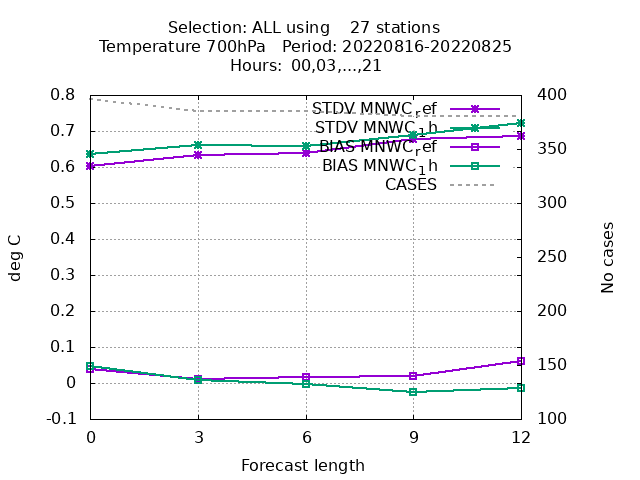 Selection: ALL using 27 stations
Temperature 700hPa Period: 20220816-20220825
Hours: 00,03,...,21
0.8
0.7
0.6
0.5
0.4
0.3
0.2
0.1
0
-0.1
400
350
300
250
200
150
100
STDV MNWC_ref
STDV MNWC_1h
BIAS MNWC_ref
BIAS MNWC_1h
CASES
deg C
No cases
0 3 6 9 12
Forecast length